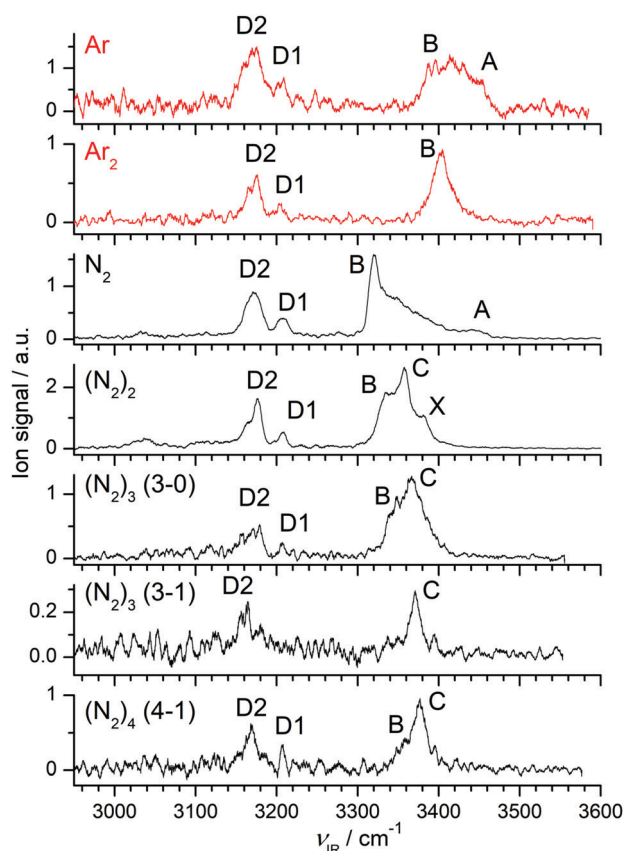 Ar
D2
D1
B
A
1
0
Ar₂
D2
D1
B
1
0
N₂
D2
D1
B
A
1
0
(N₂)₂
D2
D1
B
C
X
2
0
(N₂)₃ (3-0)
D2
D1
B
C
1
0
(N₂)₃ (3-1)
D2
C
0.2
0.0
(N₂)₄ (4-1)
D2
D1
B
C
1
0
Ion signal / a.u.
3000 3100 3200 3300 3400 3500 3600
ν_IR / cm⁻¹